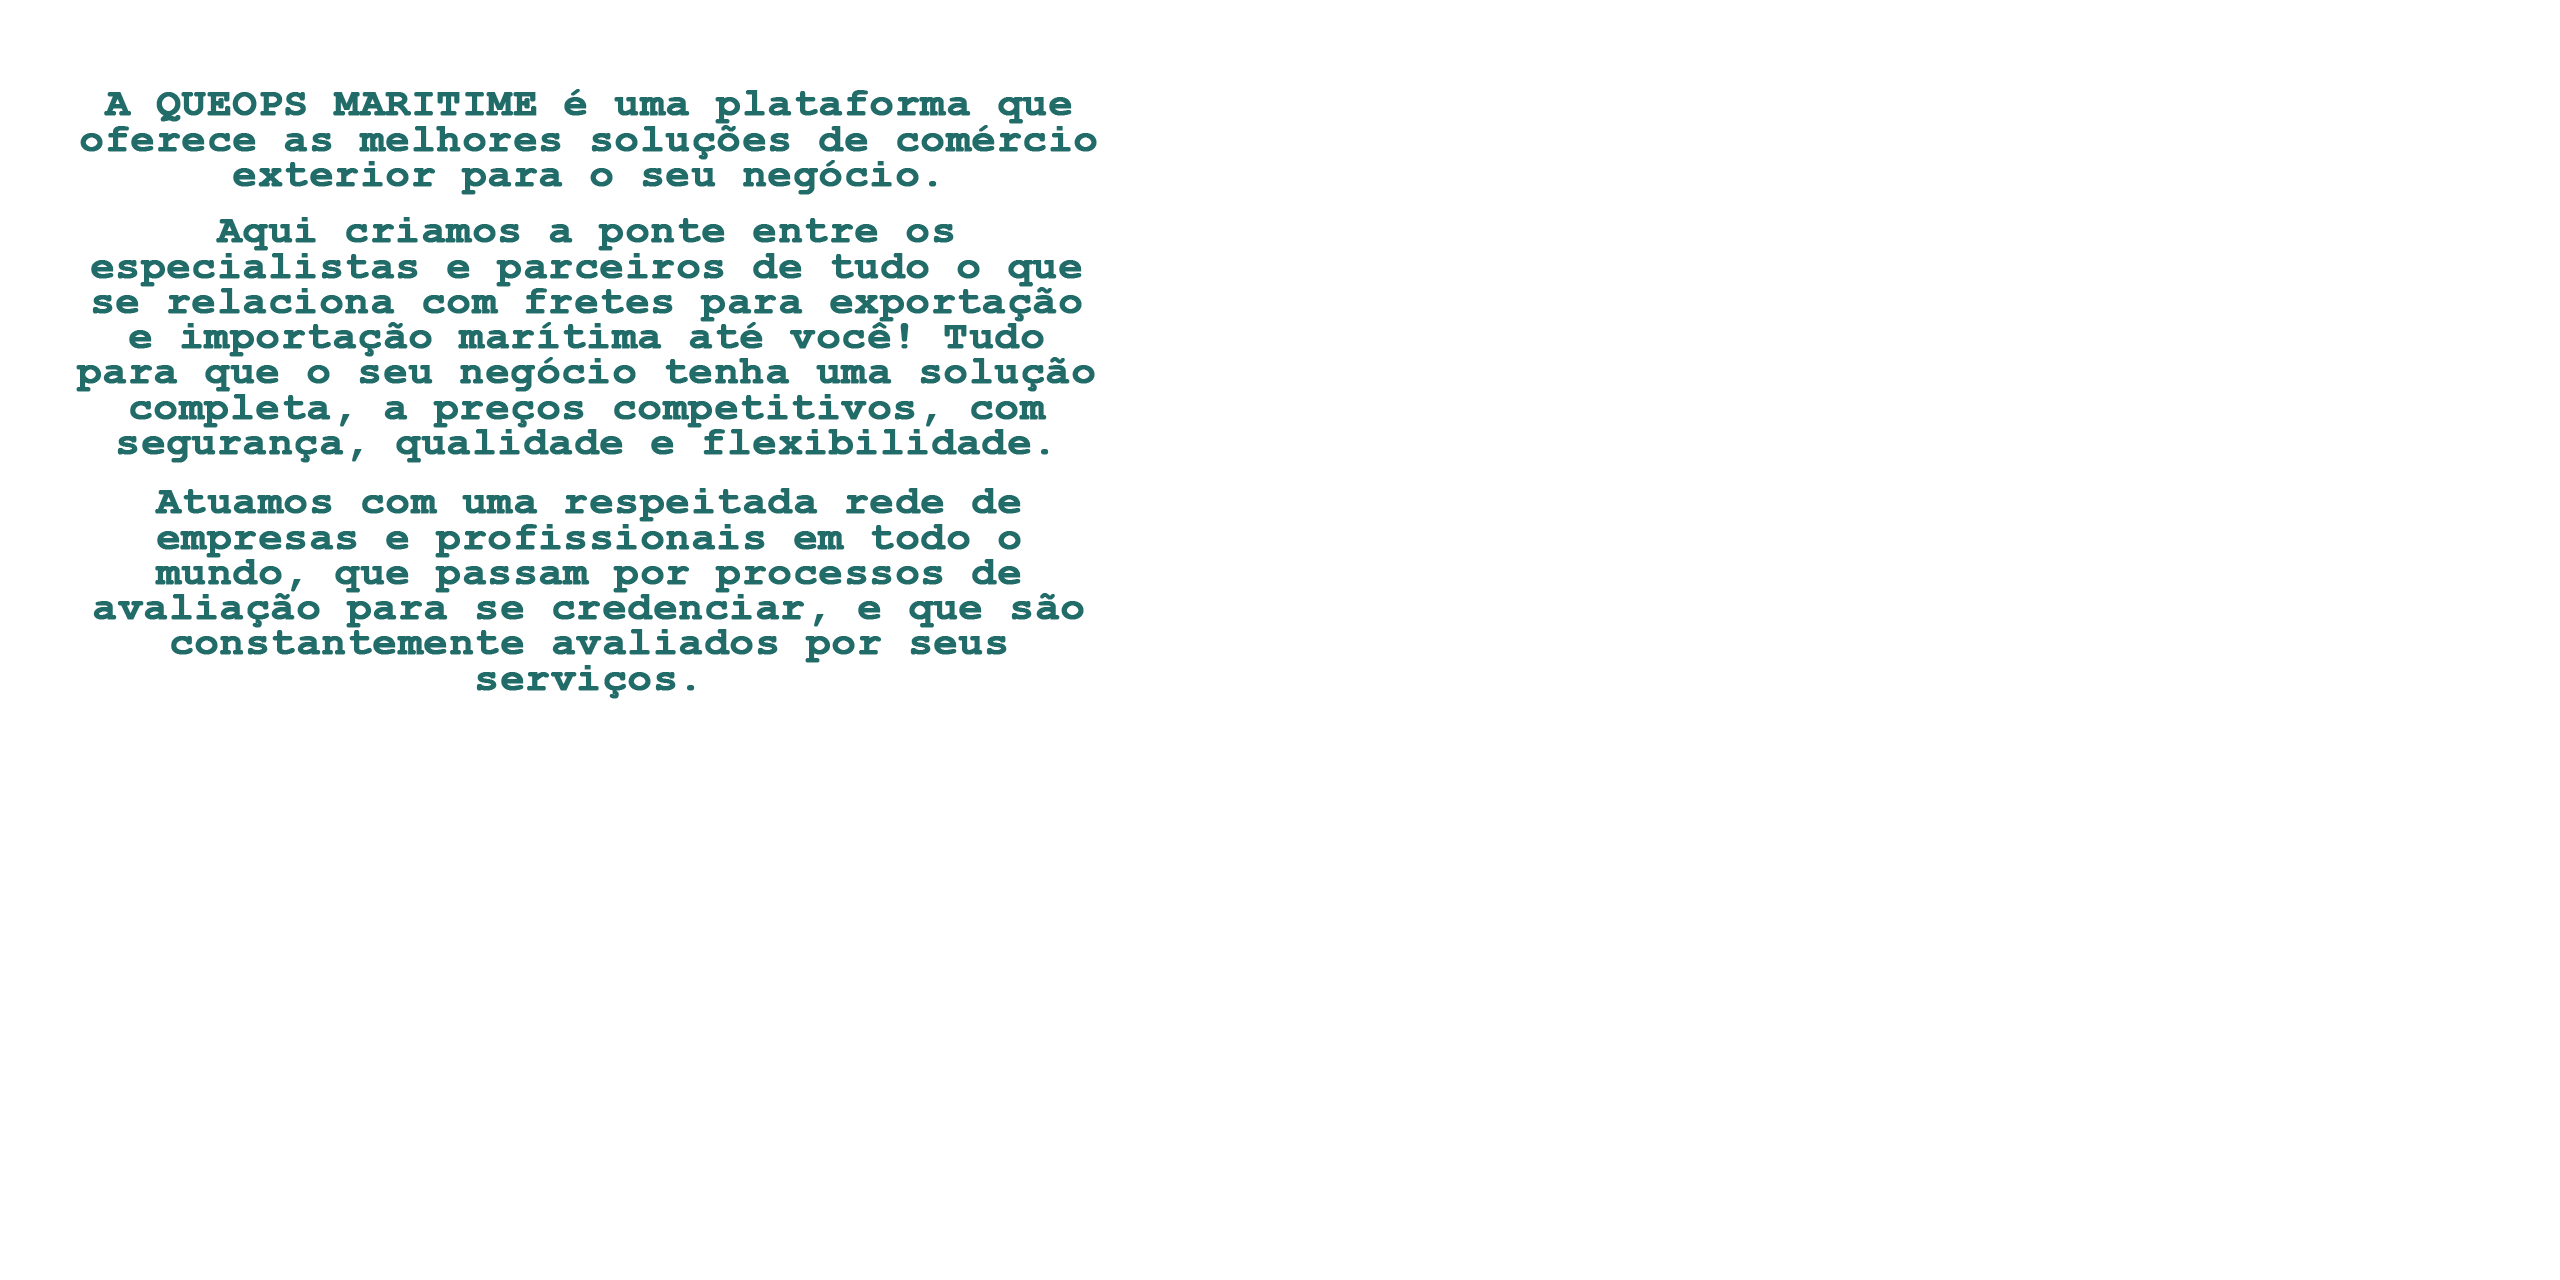 A QUEOPS MARITIME é uma plataforma que
oferece as melhores soluções de comércio
exterior para o seu negócio.
Aqui criamos a ponte entre os
especialistas e parceiros de tudo o que
se relaciona com fretes para exportação
e importação marítima até você! Tudo
para que o seu negócio tenha uma solução
completa, a preços competitivos, com
segurança, qualidade e flexibilidade.
Atuamos com uma respeitada rede de
empresas e profissionais em todo o
mundo, que passam por processos de
avaliação para se credenciar, e que são
constantemente avaliados por seus
serviços.